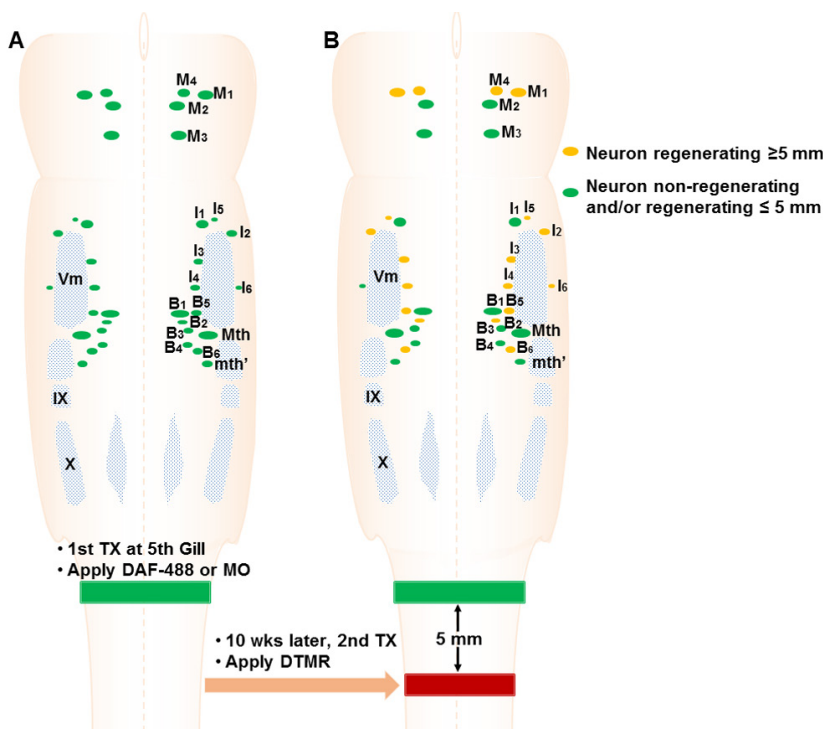 A
M4
M1
M2
M3
I1
I5
I2
I3
Vm
I4
I6
B1
B5
B2
B3
Mth
B4
B6
mth'
IX
X
• 1st TX at 5th Gill
• Apply DAF-488 or MO
• 10 wks later, 2nd TX
• Apply DTMR
B
M4
M1
M2
M3
Neuron regenerating ≥5 mm
Neuron non-regenerating
and/or regenerating ≤ 5 mm
I1
I5
I2
I3
Vm
I4
I6
B1
B5
B2
B3
Mth
B4
B6
mth'
IX
X
5 mm